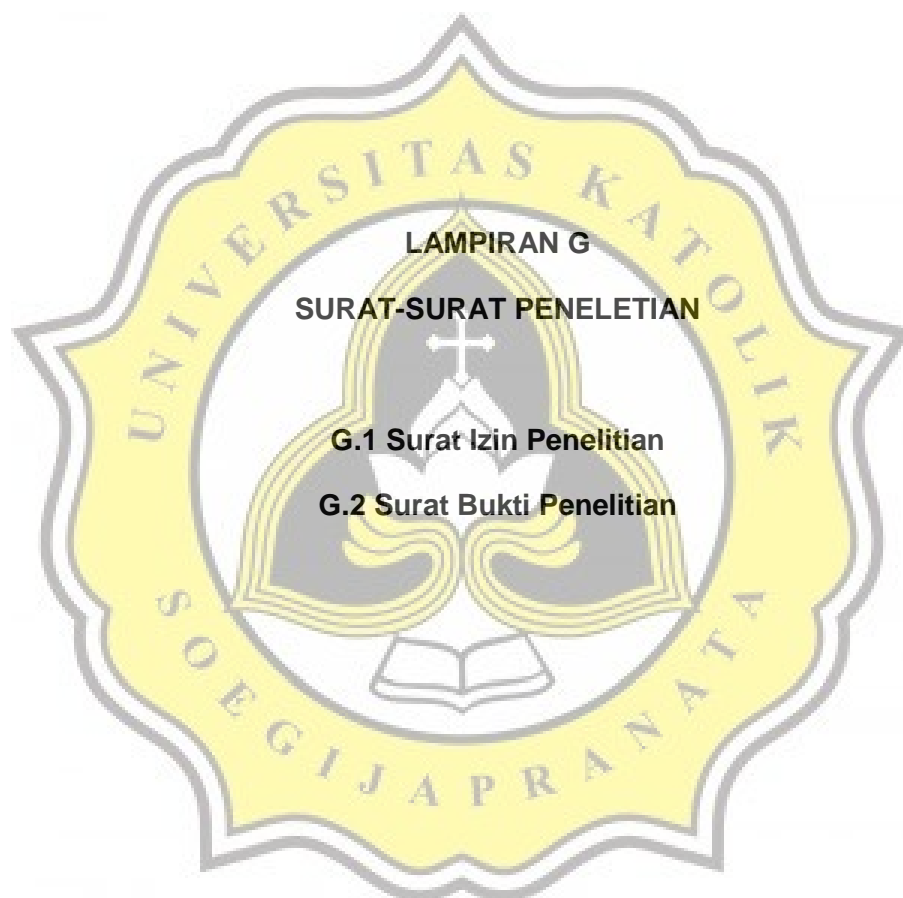 UNIVERSITAS KATOLIK
LAMPIRAN G
SURAT-SURAT PENELETIAN
G.1 Surat Izin Penelitian
G.2 Surat Bukti Penelitian
SOEGIJAPRANATA